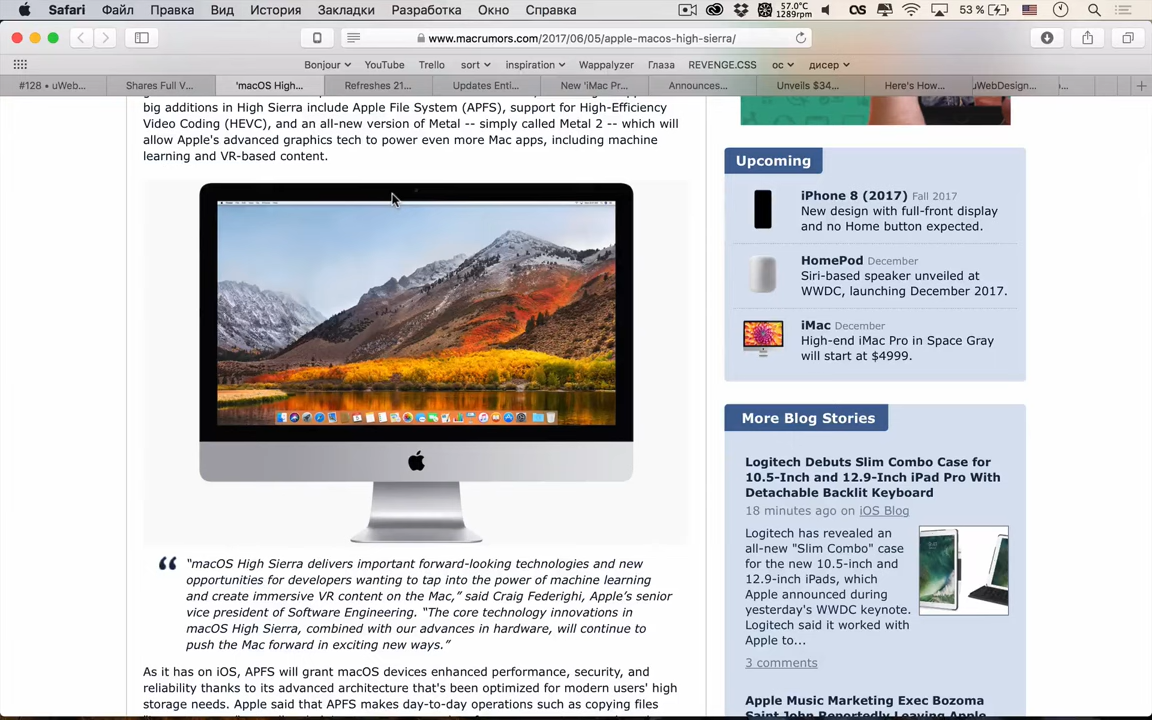 Safari Файл Правка Вид История Закладки Разработка Окно Справка 57.0°C 1289rpm 53 %
www.macrumors.com/2017/06/05/apple-macos-high-sierra/
Bonjour YouTube Trello sort inspiration Wappalyzer Глаза REVENGE.CSS ос дисер
#128 • uWeb... Shares Full V... 'macOS High... Refreshes 21... Updates Enti... New 'iMac Pr... Announces... Unveils $34... Here's How... uWebDesign...
big additions in High Sierra include Apple File System (APFS), support for High-Efficiency
Video Coding (HEVC), and an all-new version of Metal -- simply called Metal 2 -- which will
allow Apple's advanced graphics tech to power even more Mac apps, including machine
learning and VR-based content.
“macOS High Sierra delivers important forward-looking technologies and new
opportunities for developers wanting to tap into the power of machine learning
and create immersive VR content on the Mac,” said Craig Federighi, Apple’s senior
vice president of Software Engineering. “The core technology innovations in
macOS High Sierra, combined with our advances in hardware, will continue to
push the Mac forward in exciting new ways.”
As it has on iOS, APFS will grant macOS devices enhanced performance, security, and
reliability thanks to its advanced architecture that's been optimized for modern users' high
storage needs. Apple said that APFS makes day-to-day operations such as copying files
Upcoming
iPhone 8 (2017) Fall 2017
New design with full-front display
and no Home button expected.
HomePod December
Siri-based speaker unveiled at
WWDC, launching December 2017.
iMac December
High-end iMac Pro in Space Gray
will start at $4999.
More Blog Stories
Logitech Debuts Slim Combo Case for
10.5-Inch and 12.9-Inch iPad Pro With
Detachable Backlit Keyboard
18 minutes ago on iOS Blog
Logitech has revealed an
all-new "Slim Combo" case
for the new 10.5-inch and
12.9-inch iPads, which
Apple announced during
yesterday's WWDC keynote.
Logitech said it worked with
Apple to...
3 comments
Apple Music Marketing Exec Bozoma
Saint John Reportedly Leaving Apple